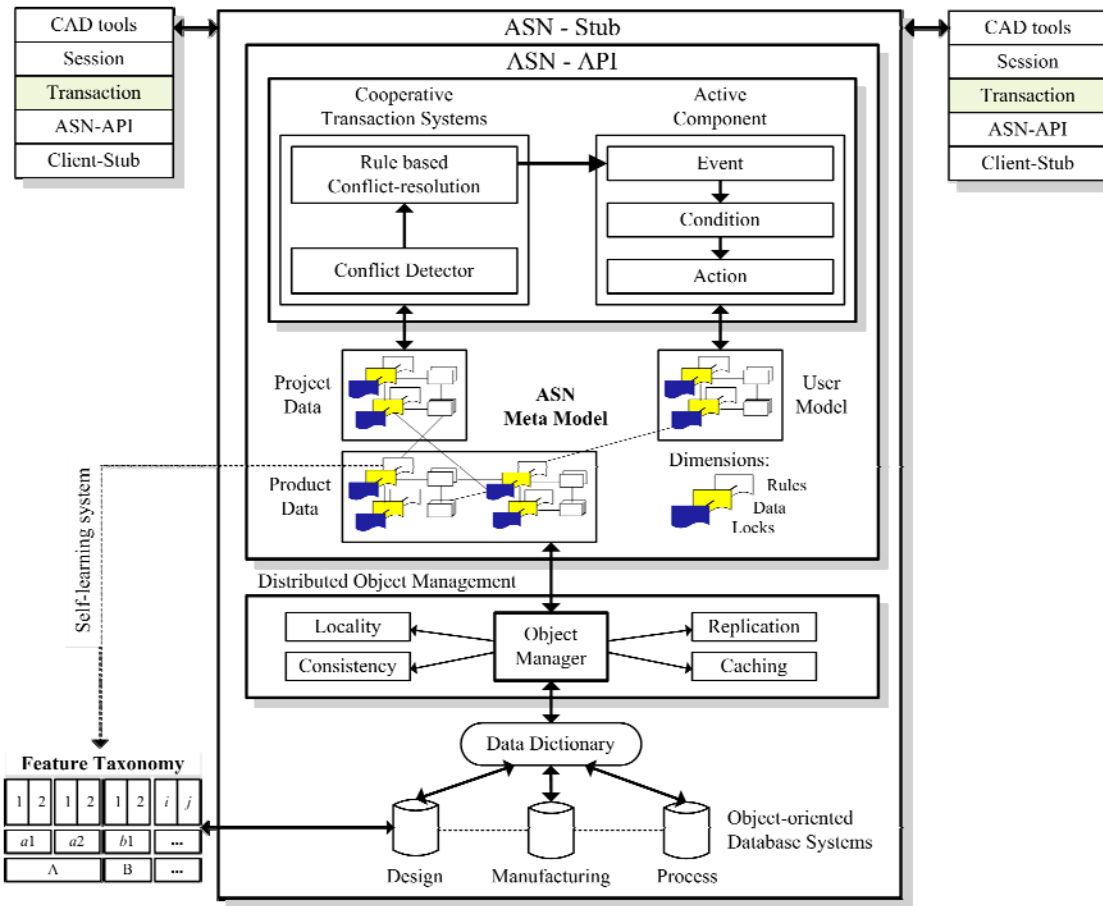 CAD tools
Session
Transaction
ASN-API
Client-Stub
ASN - Stub
ASN - API
Cooperative
Transaction Systems
Rule based
Conflict-resolution
Conflict Detector
Active
Component
Event
Condition
Action
CAD tools
Session
Transaction
ASN-API
Client-Stub
Project
Data
ASN
Meta Model
User
Model
Product
Data
Dimensions:
Rules
Data
Locks
Self-learning system
Distributed Object Management
Locality
Consistency
Object
Manager
Replication
Caching
Data Dictionary
Feature Taxonomy
1 2 1 2 1 2 i j
a1 a2 b1 ...
A B ...
Object-oriented
Database Systems
Design Manufacturing Process